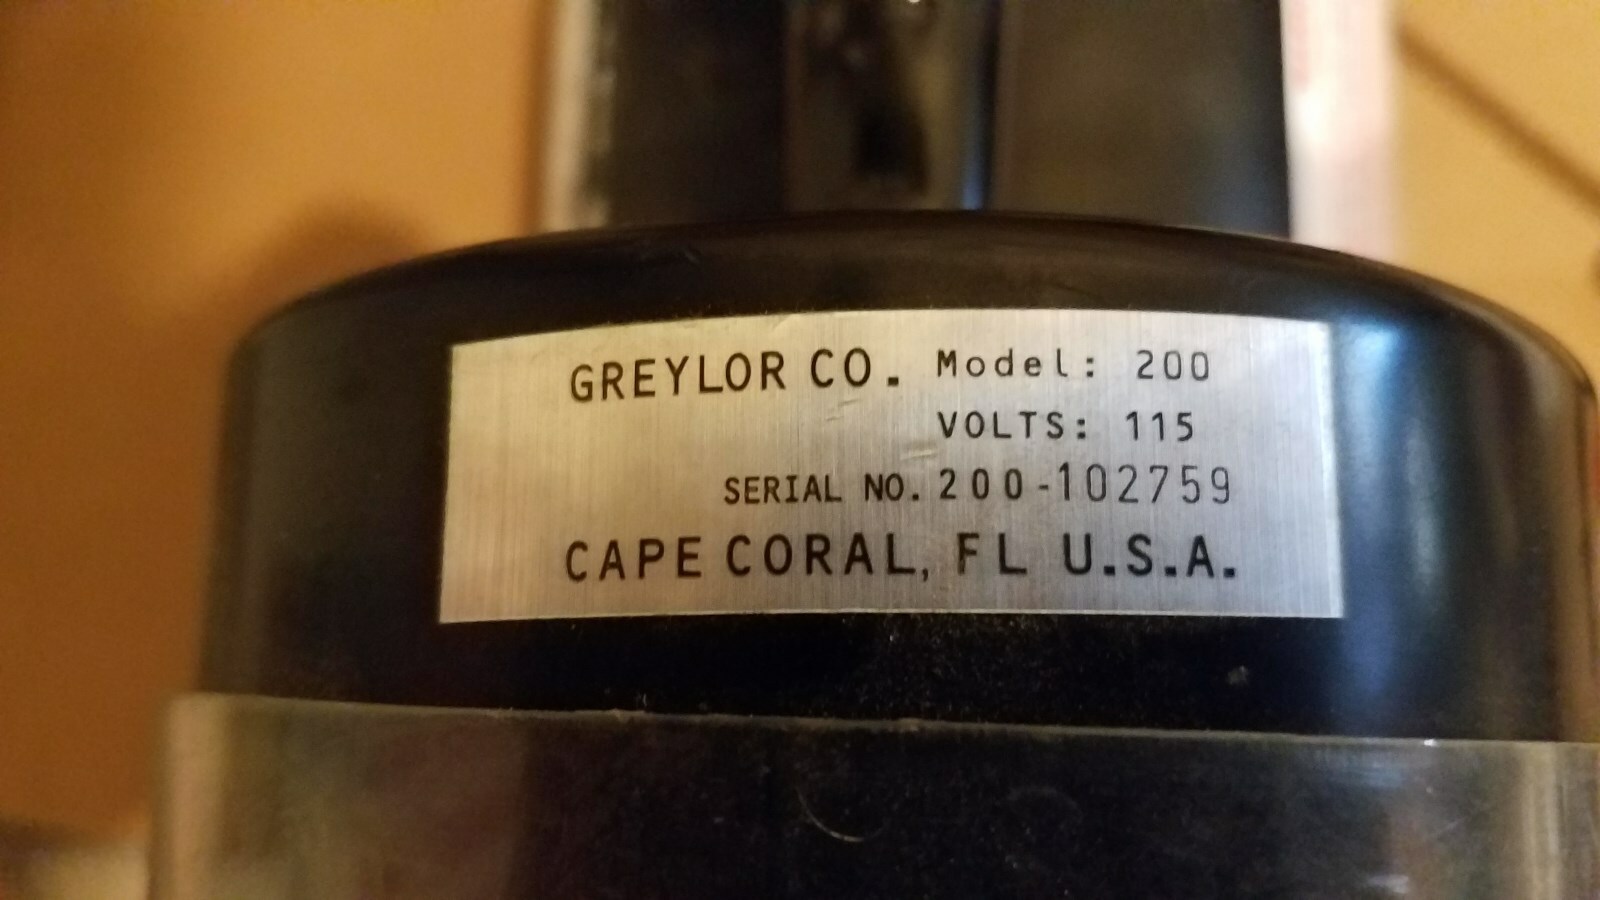 GREYLOR CO. Model: 200
VOLTS: 115
SERIAL NO. 200-102759
CAPE CORAL, FL U.S.A.